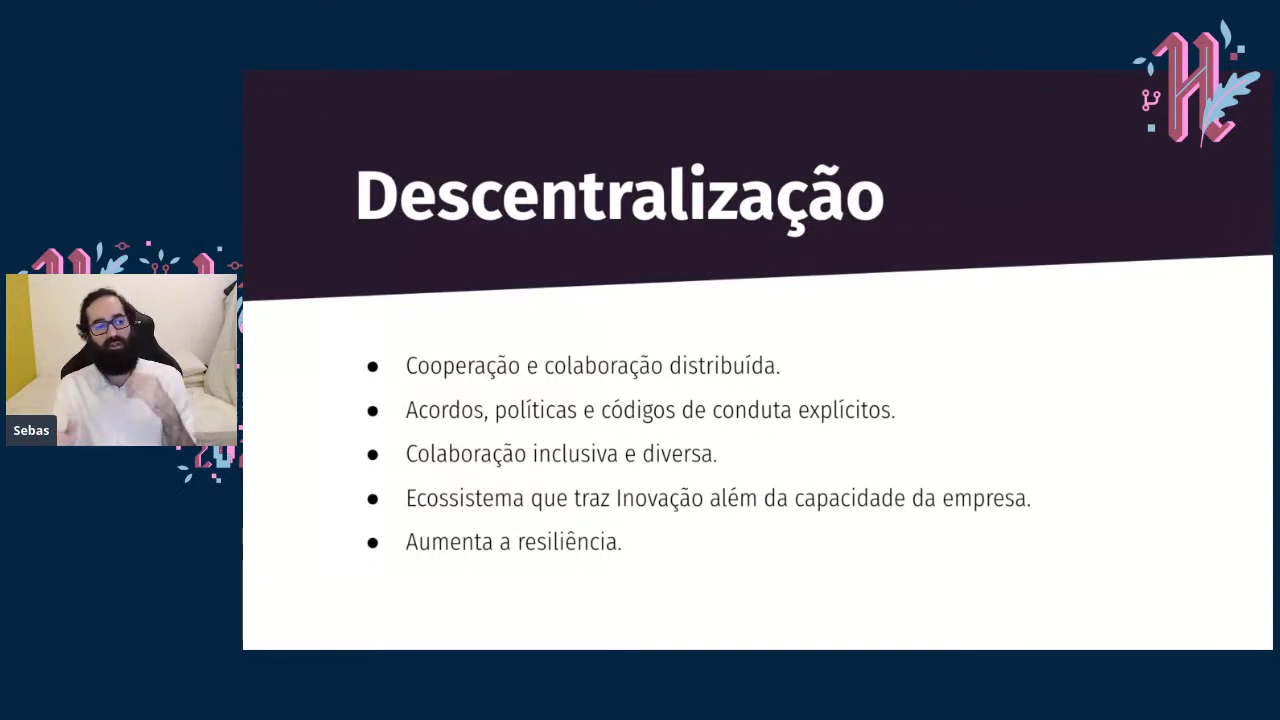 Descentralização
Cooperação e colaboração distribuída.
Acordos, políticas e códigos de conduta explícitos.
Colaboração inclusiva e diversa.
Ecossistema que traz Inovação além da capacidade da empresa.
Aumenta a resiliência.
Sebas